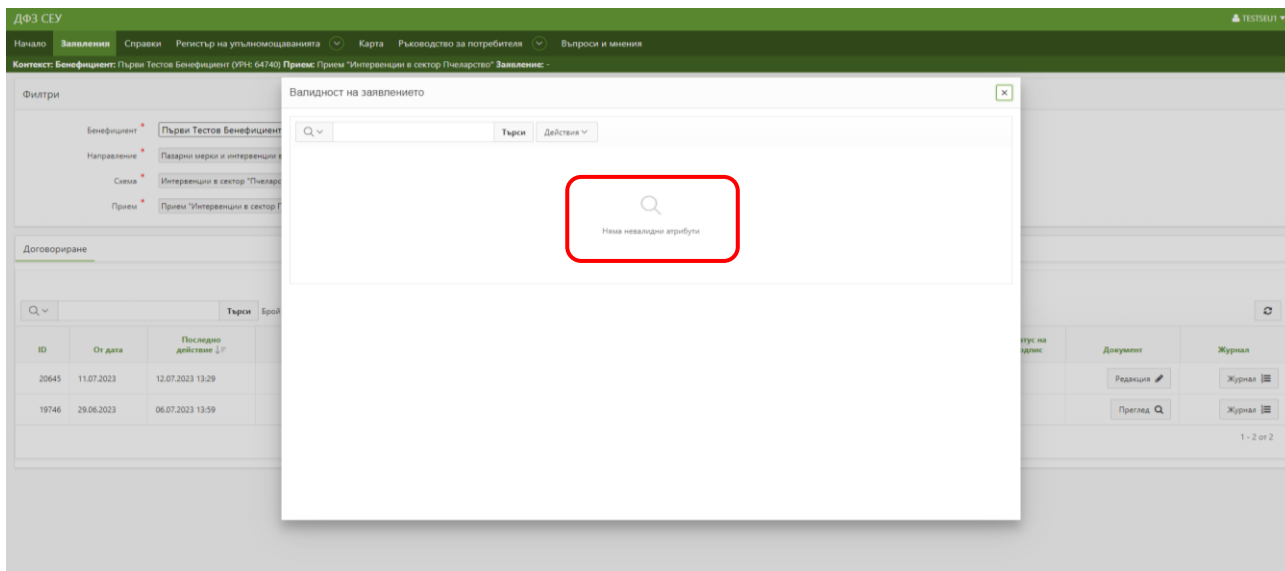 ДФЗ СЕУ
TESTSEU1
Начало Заявления Справки Регистър на упълномощаванията Карта Ръководство за потребителя Въпроси и мнения
Контекст: Бенефициент: Първи Тестов Бенефициент (УРН: 64740) Прием: Прием "Интервенции в сектор Пчеларство" Заявление: -
Филтри
Бенефициент * Първи Тестов Бенефициент
Направление * Пазарни мерки и интервенции в
Схема * Интервенции в сектор "Пчеларс
Прием * Прием "Интервенции в сектор П
Валидност на заявлението
Търси Действия
Няма невалидни атрибути
Договориране
Търси Брой
ID От дата Последно действие тус на одпис Документ Журнал
20645 11.07.2023 12.07.2023 13:29 Редакция Журнал
19746 29.06.2023 06.07.2023 13:59 Преглед Журнал
1 - 2 от 2